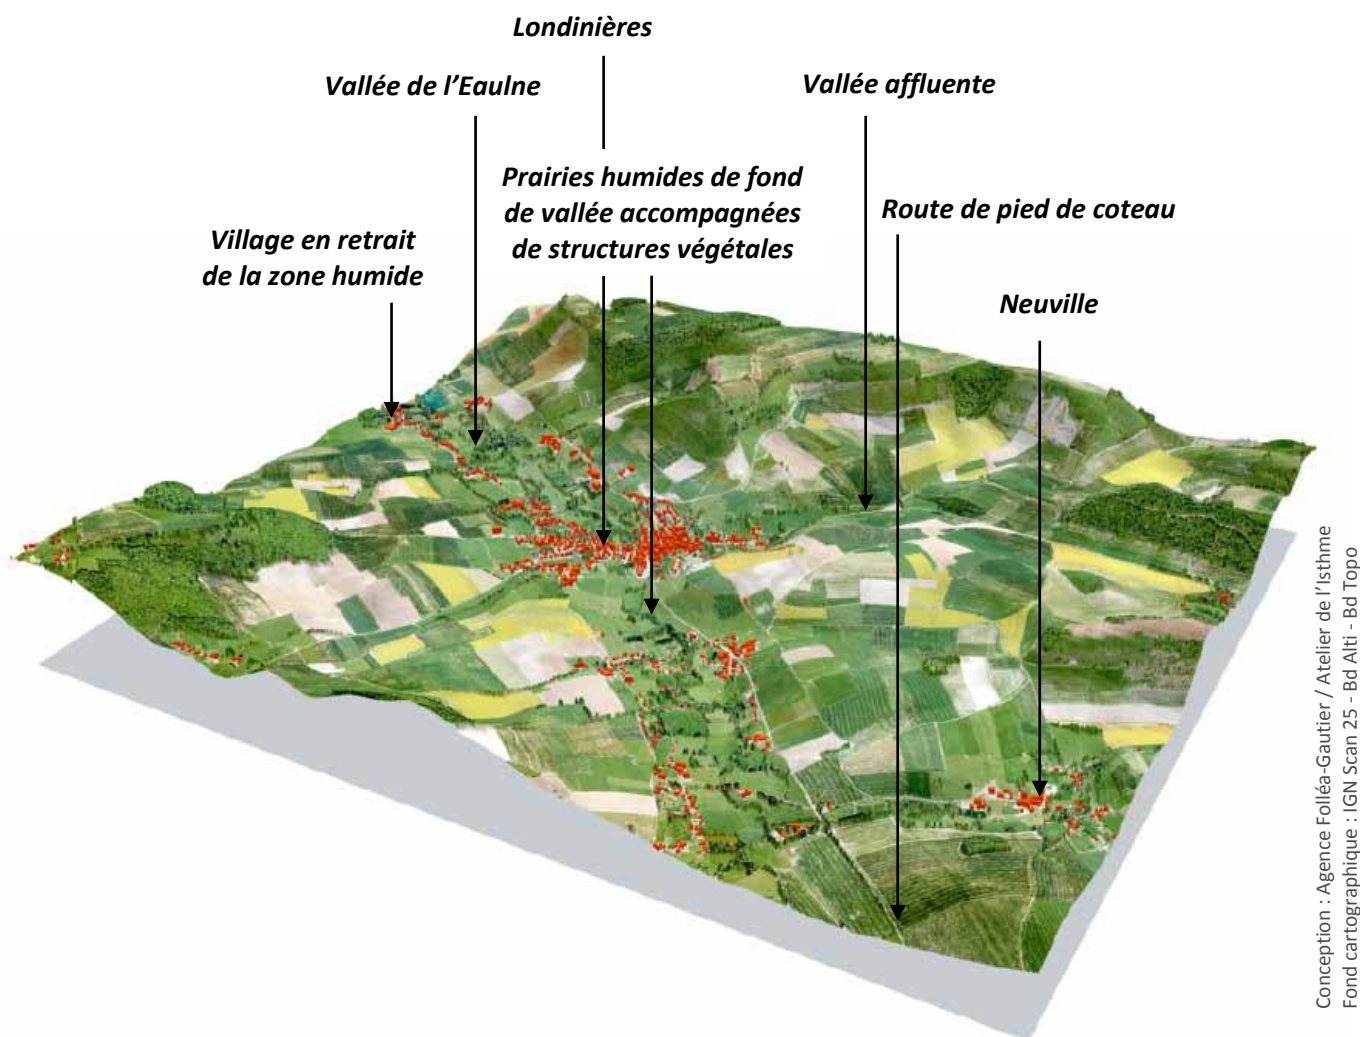 Londinières
Vallée de l’Eaulne
Vallée affluente
Prairies humides de fond
de vallée accompagnées
de structures végétales
Route de pied de coteau
Village en retrait
de la zone humide
Neuville
Conception : Agence Folléa-Gautier / Atelier de l’Isthme
Fond cartographique : IGN Scan 25 - Bd Alti - Bd Topo